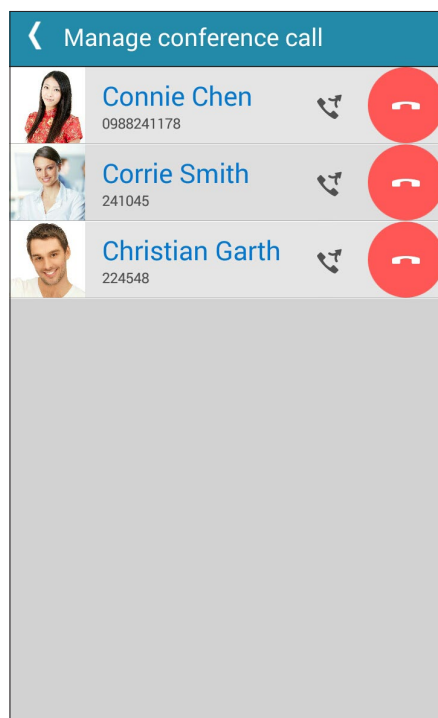 Manage conference call
Connie Chen
0988241178
Corrie Smith
241045
Christian Garth
224548